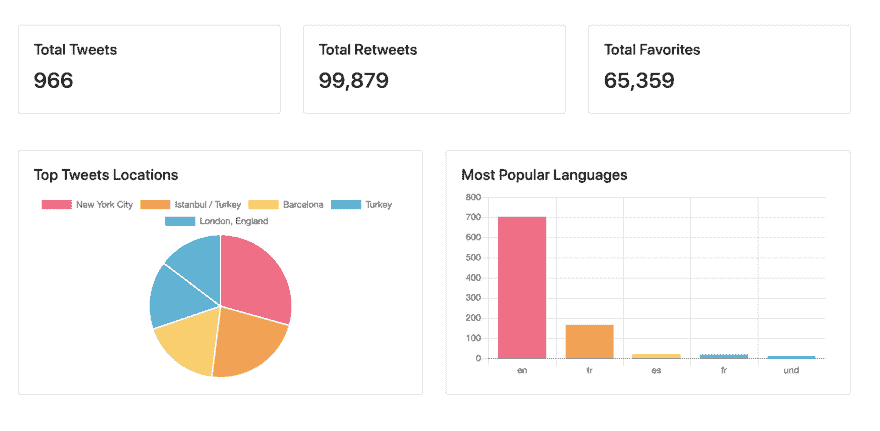 Total Tweets
966
Total Retweets
99,879
Total Favorites
65,359
Top Tweets Locations
New York City Istanbul / Turkey Barcelona Turkey
London, England
Most Popular Languages
800
700
600
500
400
300
200
100
0
en tr es fr und